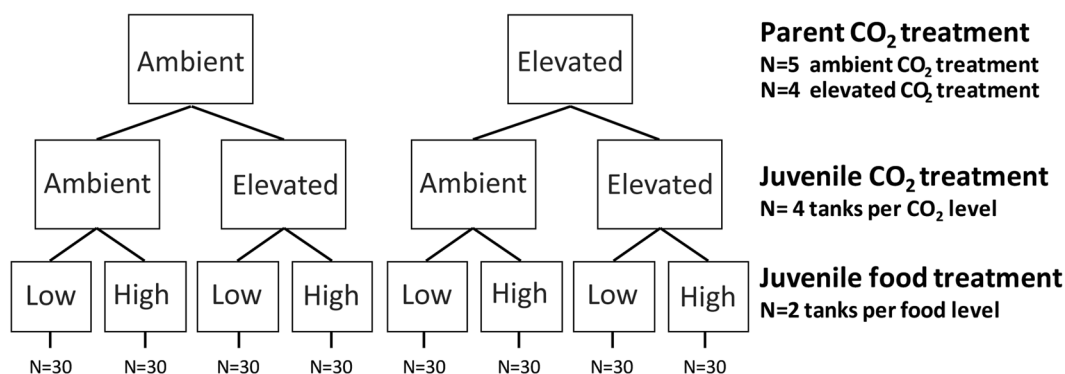 Ambient
Elevated
Parent CO₂ treatment
N=5 ambient CO₂ treatment
N=4 elevated CO₂ treatment
Ambient
Elevated
Ambient
Elevated
Juvenile CO₂ treatment
N= 4 tanks per CO₂ level
Low
High
Low
High
Low
High
Low
High
Juvenile food treatment
N=2 tanks per food level
N=30
N=30
N=30
N=30
N=30
N=30
N=30
N=30